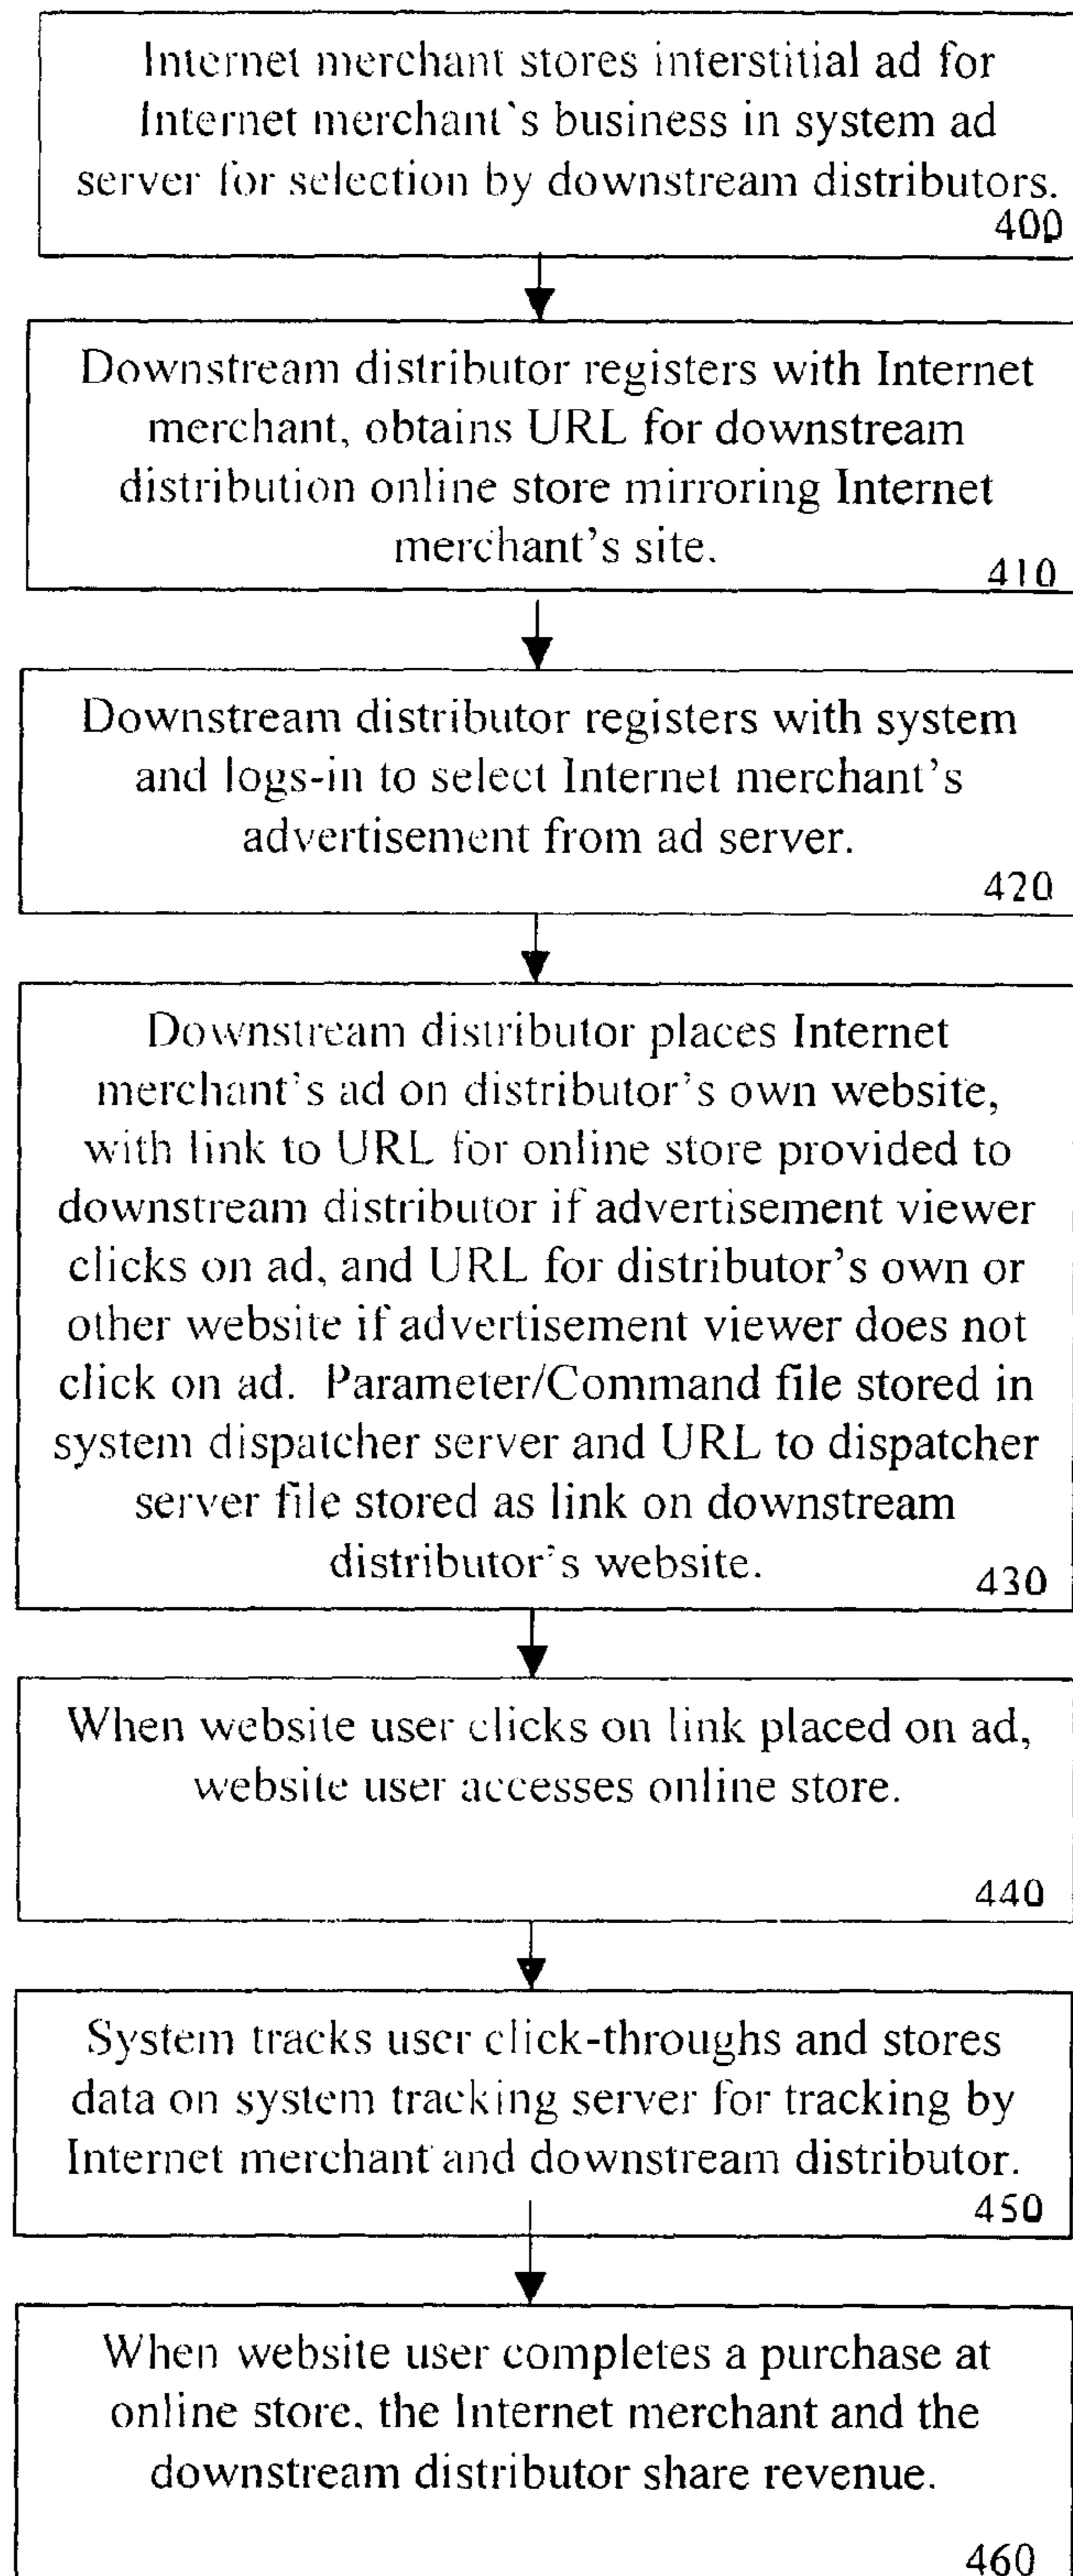 Internet merchant stores interstitial ad for
Internet merchant's business in system ad
server for selection by downstream distributors.
400
Downstream distributor registers with Internet
merchant, obtains URL for downstream
distribution online store mirroring Internet
merchant's site.
410
Downstream distributor registers with system
and logs-in to select Internet merchant's
advertisement from ad server.
420
Downstream distributor places Internet
merchant's ad on distributor's own website,
with link to URL for online store provided to
downstream distributor if advertisement viewer
clicks on ad, and URL for distributor's own or
other website if advertisement viewer does not
click on ad. Parameter/Command file stored in
system dispatcher server and URL to dispatcher
server file stored as link on downstream
distributor's website.
430
When website user clicks on link placed on ad,
website user accesses online store.
440
System tracks user click-throughs and stores
data on system tracking server for tracking by
Internet merchant and downstream distributor.
450
When website user completes a purchase at
online store, the Internet merchant and the
downstream distributor share revenue.
460